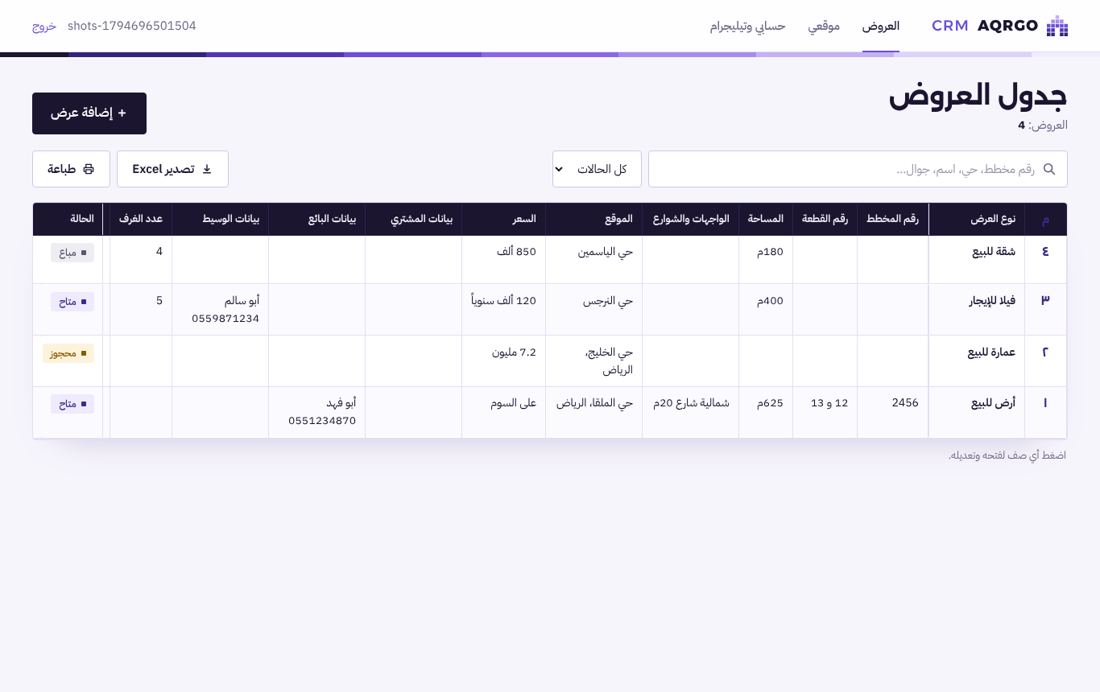 AQRGO CRM
العروض
موقعي
حسابي وتيليجرام
shots-1794696501504
خروج
جدول العروض
العروض: 4
+ إضافة عرض
رقم مخطط، حي، اسم، جوال...
كل الحالات
تصدير Excel
طباعة
م نوع العرض رقم المخطط رقم القطعة المساحة الواجهات والشوارع الموقع السعر بيانات المشتري بيانات البائع بيانات الوسيط عدد الغرف الحالة
٤ شقة للبيع 180م حي الياسمين 850 ألف 4 مباع
٣ فيلا للإيجار 400م حي النرجس 120 ألف سنوياً أبو سالم 5 متاح
0559871234
٢ عمارة للبيع حي الخليج، 7.2 مليون محجوز
الرياض
١ أرض للبيع 2456 12 و 13 625م شمالية شارع 20م حي الملقا، الرياض على السوم أبو فهد متاح
0551234870
اضغط أي صف لفتحه وتعديله.